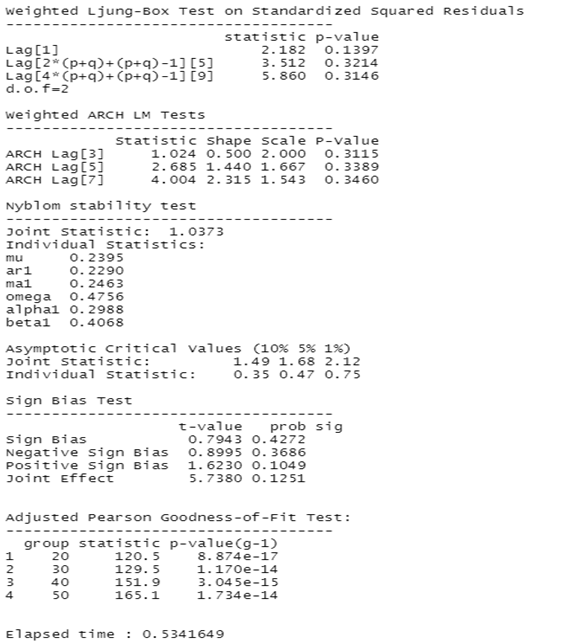 Weighted Ljung-Box Test on Standardized Squared Residuals
------------------------------------
                        statistic p-value
Lag[1]                      2.182  0.1397
Lag[2*(p+q)+(p+q)-1][5]     3.512  0.3214
Lag[4*(p+q)+(p+q)-1][9]     5.860  0.3146
d.o.f=2
Weighted ARCH LM Tests
------------------------------------
            Statistic Shape Scale P-Value
ARCH Lag[3]     1.024 0.500 2.000  0.3115
ARCH Lag[5]     2.685 1.440 1.667  0.3389
ARCH Lag[7]     4.004 2.315 1.543  0.3460
Nyblom stability test
------------------------------------
Joint Statistic:  1.0373
Individual Statistics:
mu     0.2395
ar1    0.2290
ma1    0.2463
omega  0.4756
alpha1 0.2988
beta1  0.4068
Asymptotic Critical Values (10% 5% 1%)
Joint Statistic:         1.49 1.68 2.12
Individual Statistic:    0.35 0.47 0.75
Sign Bias Test
------------------------------------
                   t-value   prob sig
Sign Bias           0.7943 0.4272
Negative Sign Bias  0.8995 0.3686
Positive Sign Bias  1.6230 0.1049
Joint Effect        5.7380 0.1251
Adjusted Pearson Goodness-of-Fit Test:
------------------------------------
  group statistic p-value(g-1)
1    20     120.5    8.874e-17
2    30     129.5    1.170e-14
3    40     151.9    3.045e-15
4    50     165.1    1.734e-14
Elapsed time : 0.5341649